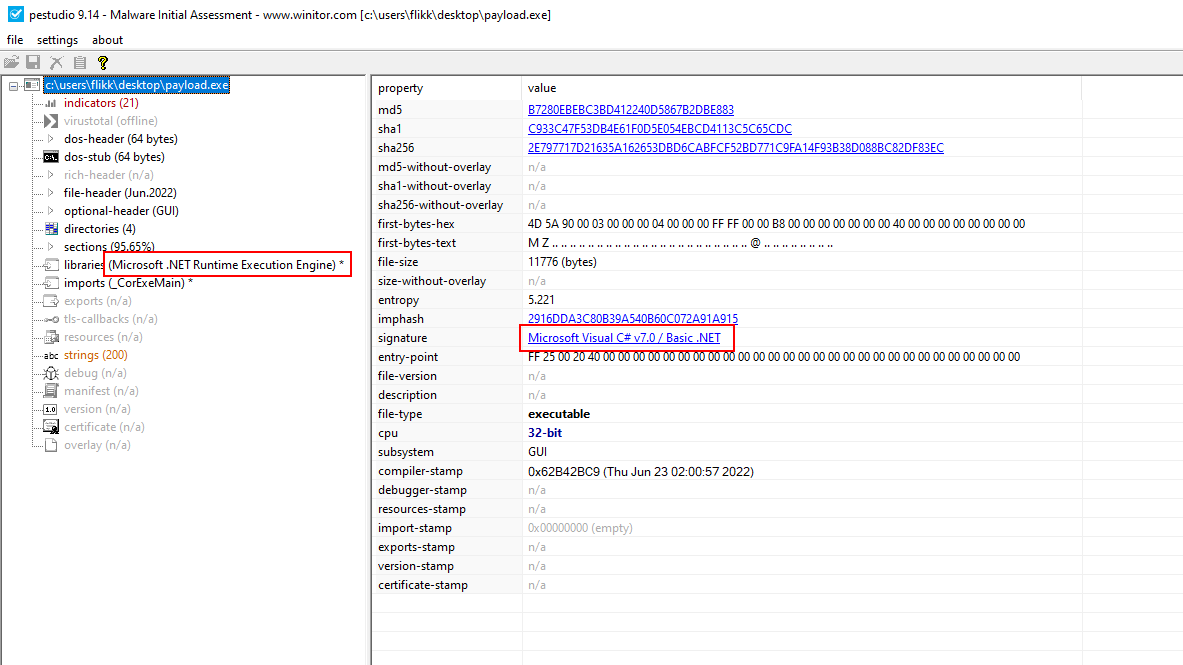 pestudio 9.14 - Malware Initial Assessment - www.winitor.com [c:\users\flikk\desktop\payload.exe]
file settings about
c:\users\flikk\desktop\payload.exe
indicators (21)
virustotal (offline)
dos-header (64 bytes)
dos-stub (64 bytes)
rich-header (n/a)
file-header (Jun.2022)
optional-header (GUI)
directories (4)
sections (95.65%)
libraries (Microsoft .NET Runtime Execution Engine) *
imports (_CorExeMain) *
exports (n/a)
tls-callbacks (n/a)
resources (n/a)
abc strings (200)
debug (n/a)
manifest (n/a)
1.0 version (n/a)
certificate (n/a)
overlay (n/a)
property value
md5 B7280EBEBC3BD412240D5867B2DBE883
sha1 C933C47F53DB4E61F0D5E054EBCD4113C5C65CDC
sha256 2E797717D21635A162653DBD6CABFCF52BD771C9FA14F93B38D088BC82DF83EC
md5-without-overlay n/a
sha1-without-overlay n/a
sha256-without-overlay n/a
first-bytes-hex 4D 5A 90 00 03 00 00 00 04 00 00 00 FF FF 00 00 B8 00 00 00 00 00 00 00 40 00 00 00 00 00 00 00
first-bytes-text M Z .. .. .. .. .. .. .. .. .. .. .. .. .. .. .. .. .. .. .. .. .. .. @ .. .. .. .. .. .. ..
file-size 11776 (bytes)
size-without-overlay n/a
entropy 5.221
imphash 2916DDA3C80B39A540B60C072A91A915
signature Microsoft Visual C# v7.0 / Basic .NET
entry-point FF 25 00 20 40 00 00 00 00 00 00 00 00 00 00 00 00 00 00 00 00 00 00 00 00 00 00 00 00 00 00 00 00
file-version n/a
description n/a
file-type executable
cpu 32-bit
subsystem GUI
compiler-stamp 0x62B42BC9 (Thu Jun 23 02:00:57 2022)
debugger-stamp n/a
resources-stamp n/a
import-stamp 0x00000000 (empty)
exports-stamp n/a
version-stamp n/a
certificate-stamp n/a